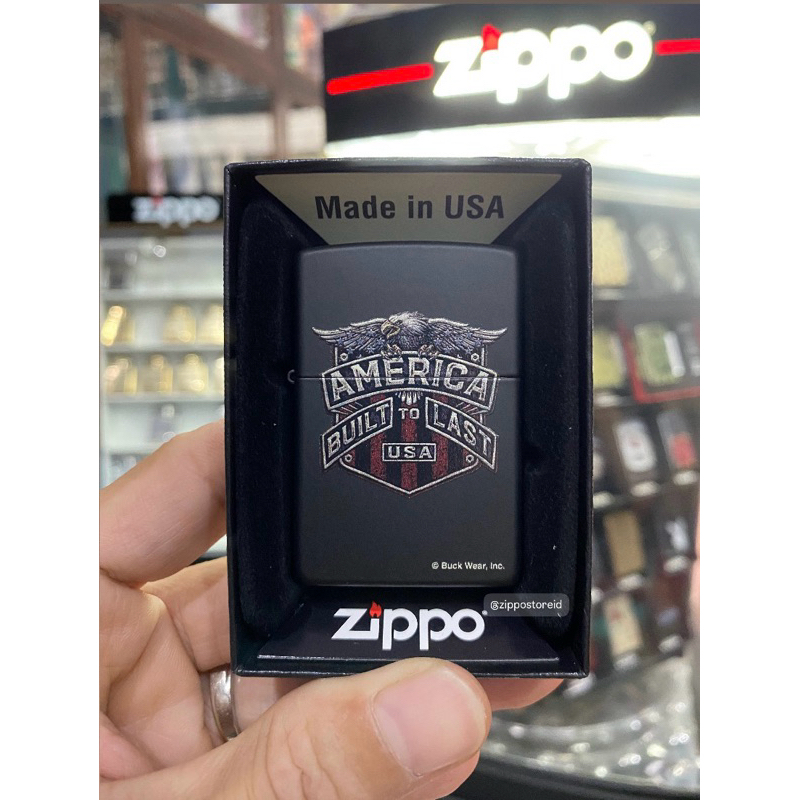 zippo
zippo
Made in USA
AMERICA
BUILT TO LAST
USA
© Buck Wear, Inc.
@zippostoreid
zippo